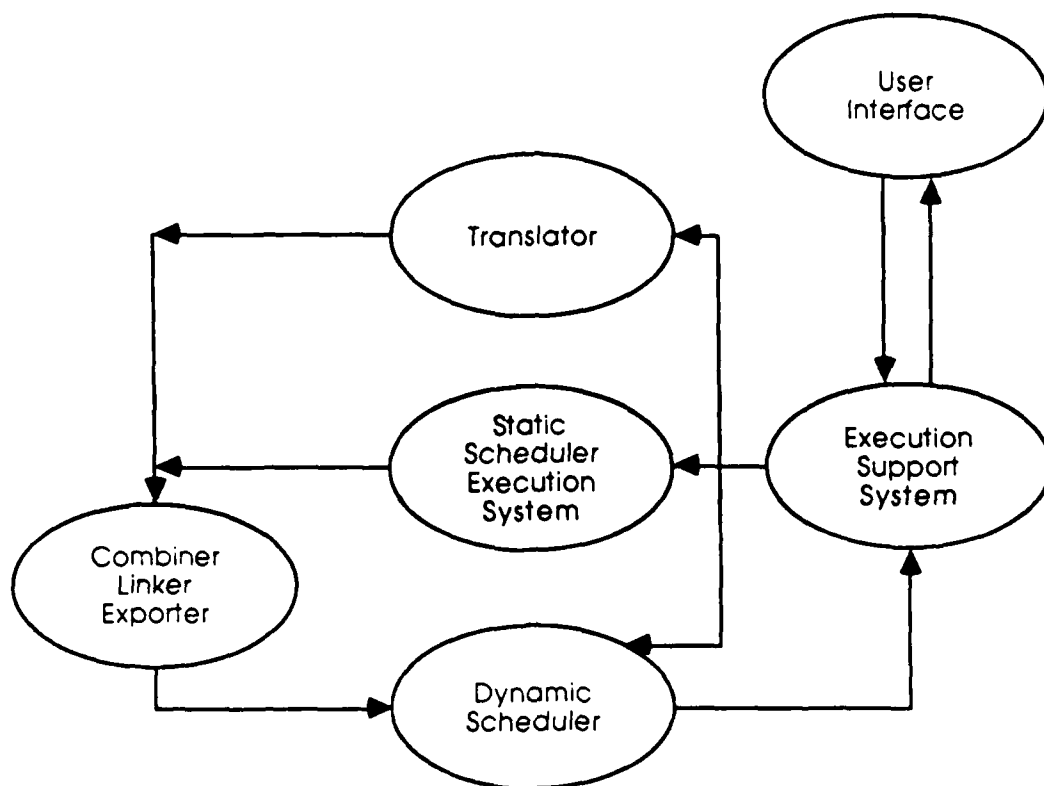 User
Interface
Translator
Static
Scheduler
Execution
System
Execution
Support
System
Combiner
Linker
Exporter
Dynamic
Scheduler